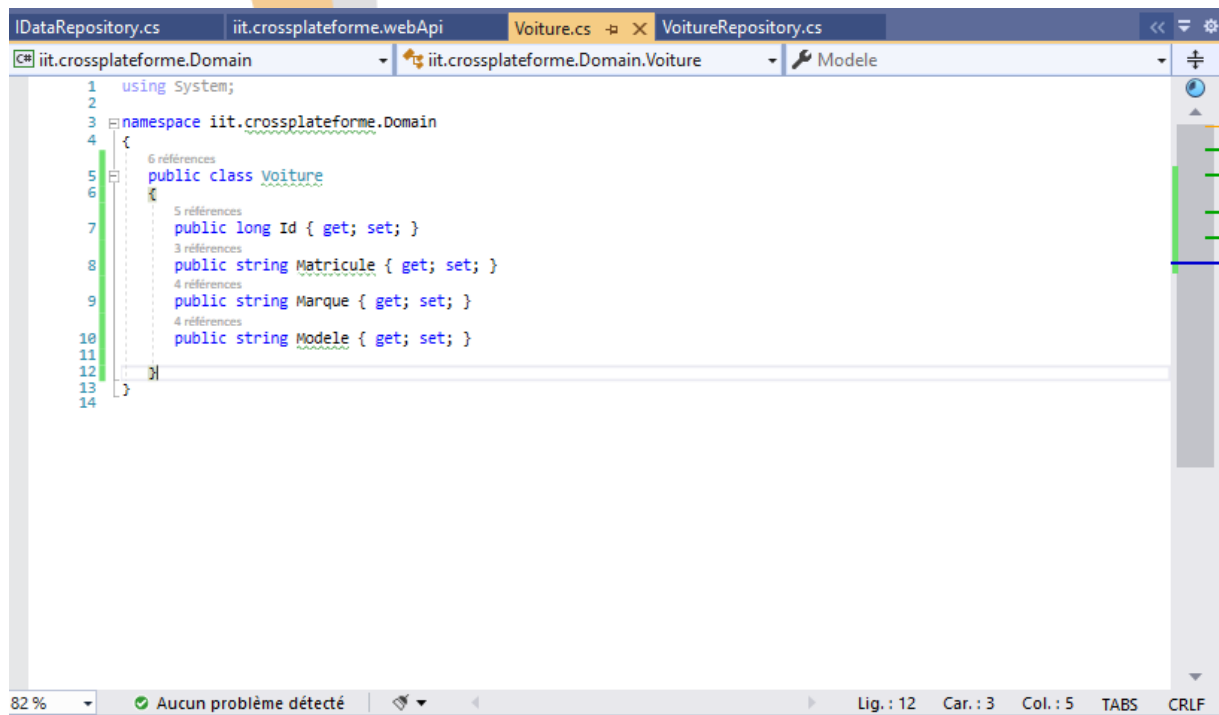 IDataRepository.cs iit.crossplateforme.webApi Voiture.cs VoitureRepository.cs
C# iit.crossplateforme.Domain iit.crossplateforme.Domain.Voiture Modele
1 using System;
2
3 namespace iit.crossplateforme.Domain
4 {
6 références
5 public class Voiture
6 {
5 références
7 public long Id { get; set; }
3 références
8 public string Matricule { get; set; }
4 références
9 public string Marque { get; set; }
4 références
10 public string Modele { get; set; }
11
12 }
13 }
14
82 % Aucun problème détecté Lig. : 12 Car. : 3 Col. : 5 TABS CRLF